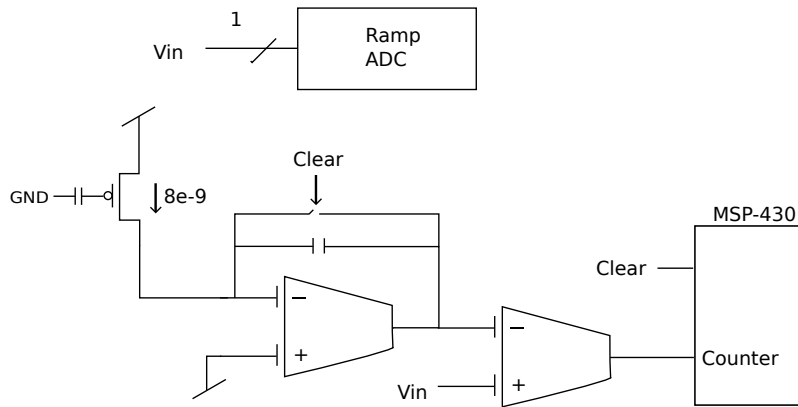 1
Vin
Ramp
ADC
Clear
GND
8e-9
MSP-430
Clear
−
+
−
Counter
Vin
+